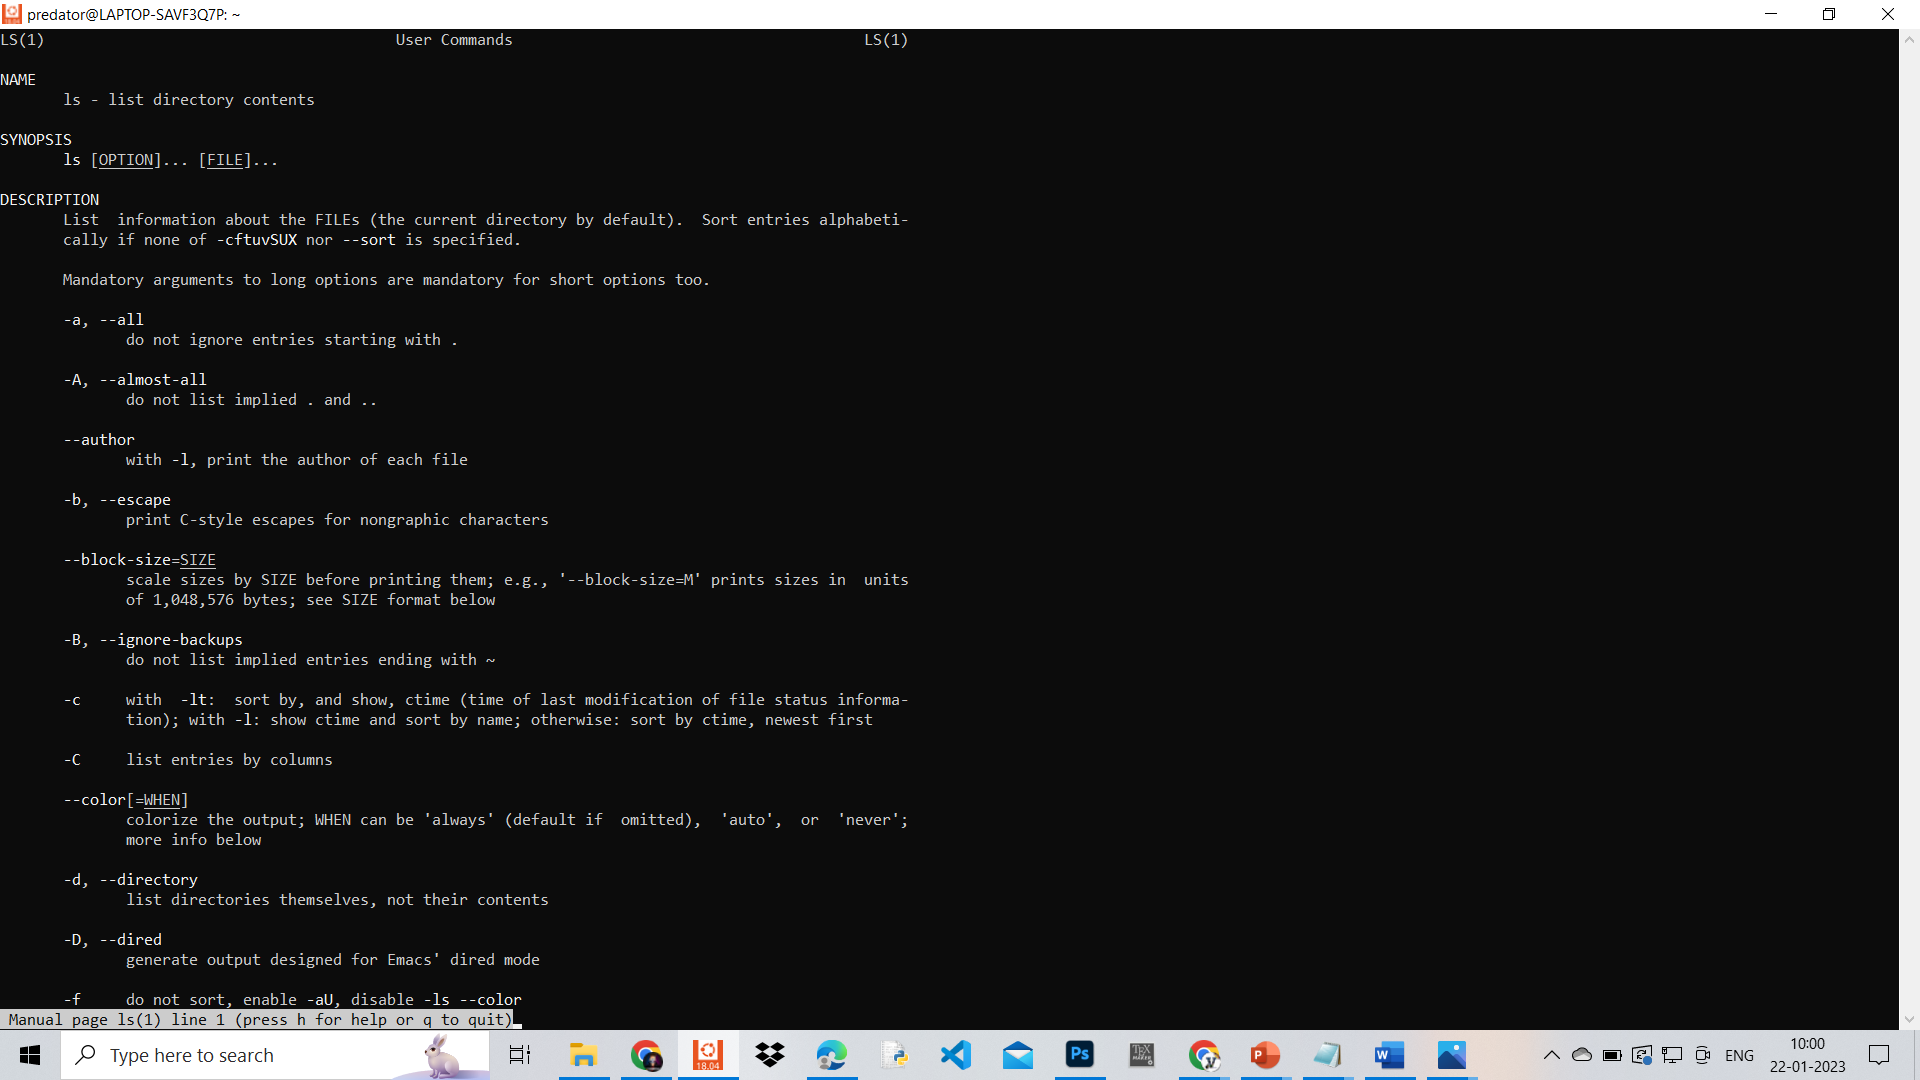 predator@LAPTOP-SAVF3Q7P: ~
LS(1) User Commands LS(1)
NAME
ls - list directory contents
SYNOPSIS
ls [OPTION]... [FILE]...
DESCRIPTION
List information about the FILEs (the current directory by default). Sort entries alphabeti-
cally if none of -cftuvSUX nor --sort is specified.
Mandatory arguments to long options are mandatory for short options too.
-a, --all
do not ignore entries starting with .
-A, --almost-all
do not list implied . and ..
--author
with -l, print the author of each file
-b, --escape
print C-style escapes for nongraphic characters
--block-size=SIZE
scale sizes by SIZE before printing them; e.g., '--block-size=M' prints sizes in units
of 1,048,576 bytes; see SIZE format below
-B, --ignore-backups
do not list implied entries ending with ~
-c with -lt: sort by, and show, ctime (time of last modification of file status informa-
tion); with -l: show ctime and sort by name; otherwise: sort by ctime, newest first
-C list entries by columns
--color[=WHEN]
colorize the output; WHEN can be 'always' (default if omitted), 'auto', or 'never';
more info below
-d, --directory
list directories themselves, not their contents
-D, --dired
generate output designed for Emacs' dired mode
-f do not sort, enable -aU, disable -ls --color
Manual page ls(1) line 1 (press h for help or q to quit)
Type here to search
18.04
Ps
TEX
MAKER
P
W
ENG
10:00
22-01-2023